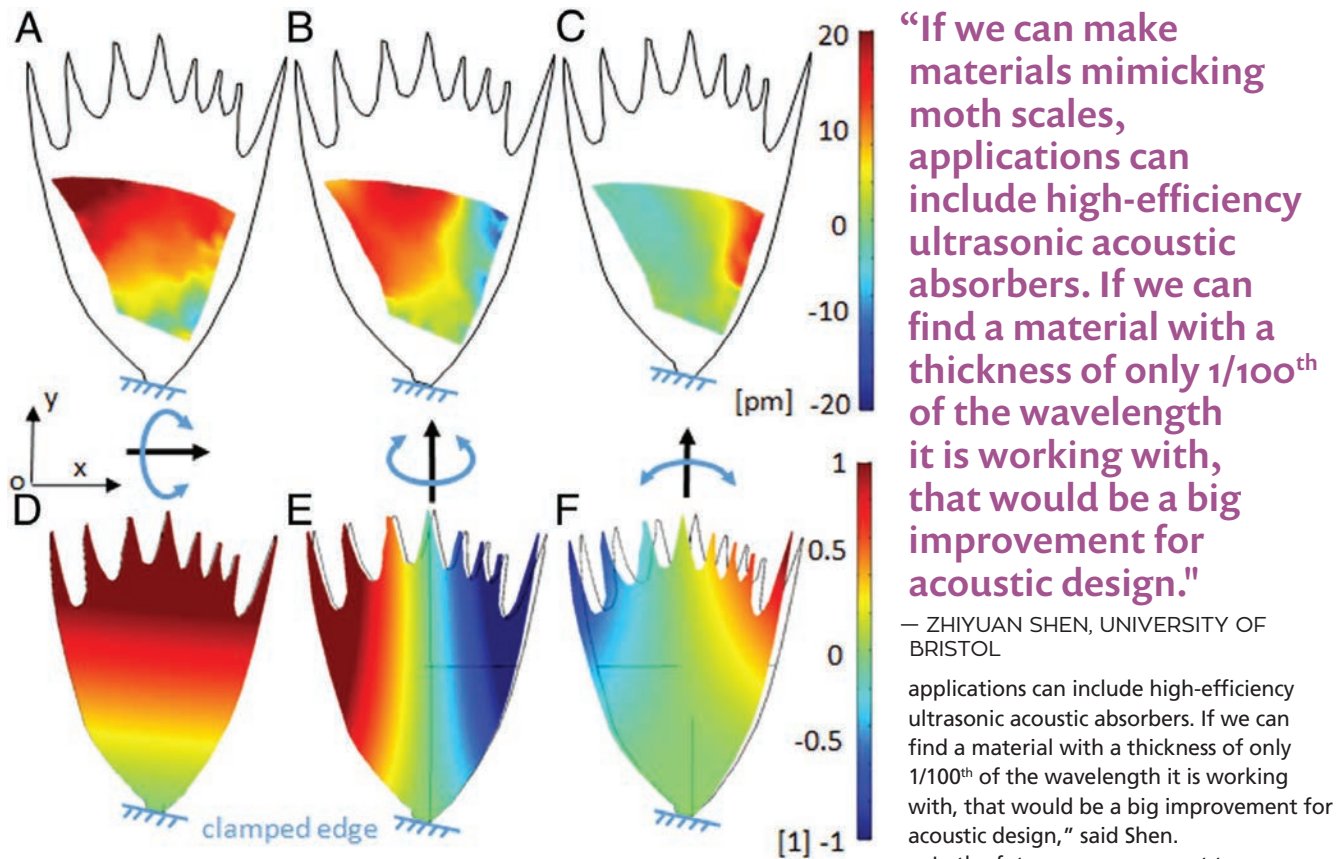 A
B
C
20
10
0
-10
[pm] -20
y
x
o
D
E
F
1
0.5
0
-0.5
[1] -1
clamped edge
“If we can make
materials mimicking
moth scales,
applications can
include high-efficiency
ultrasonic acoustic
absorbers. If we can
find a material with a
thickness of only 1/100th
of the wavelength
it is working with,
that would be a big
improvement for
acoustic design."
— ZHIYUAN SHEN, UNIVERSITY OF
BRISTOL
applications can include high-efficiency
ultrasonic acoustic absorbers. If we can
find a material with a thickness of only
1/100th of the wavelength it is working
with, that would be a big improvement for
acoustic design,” said Shen.